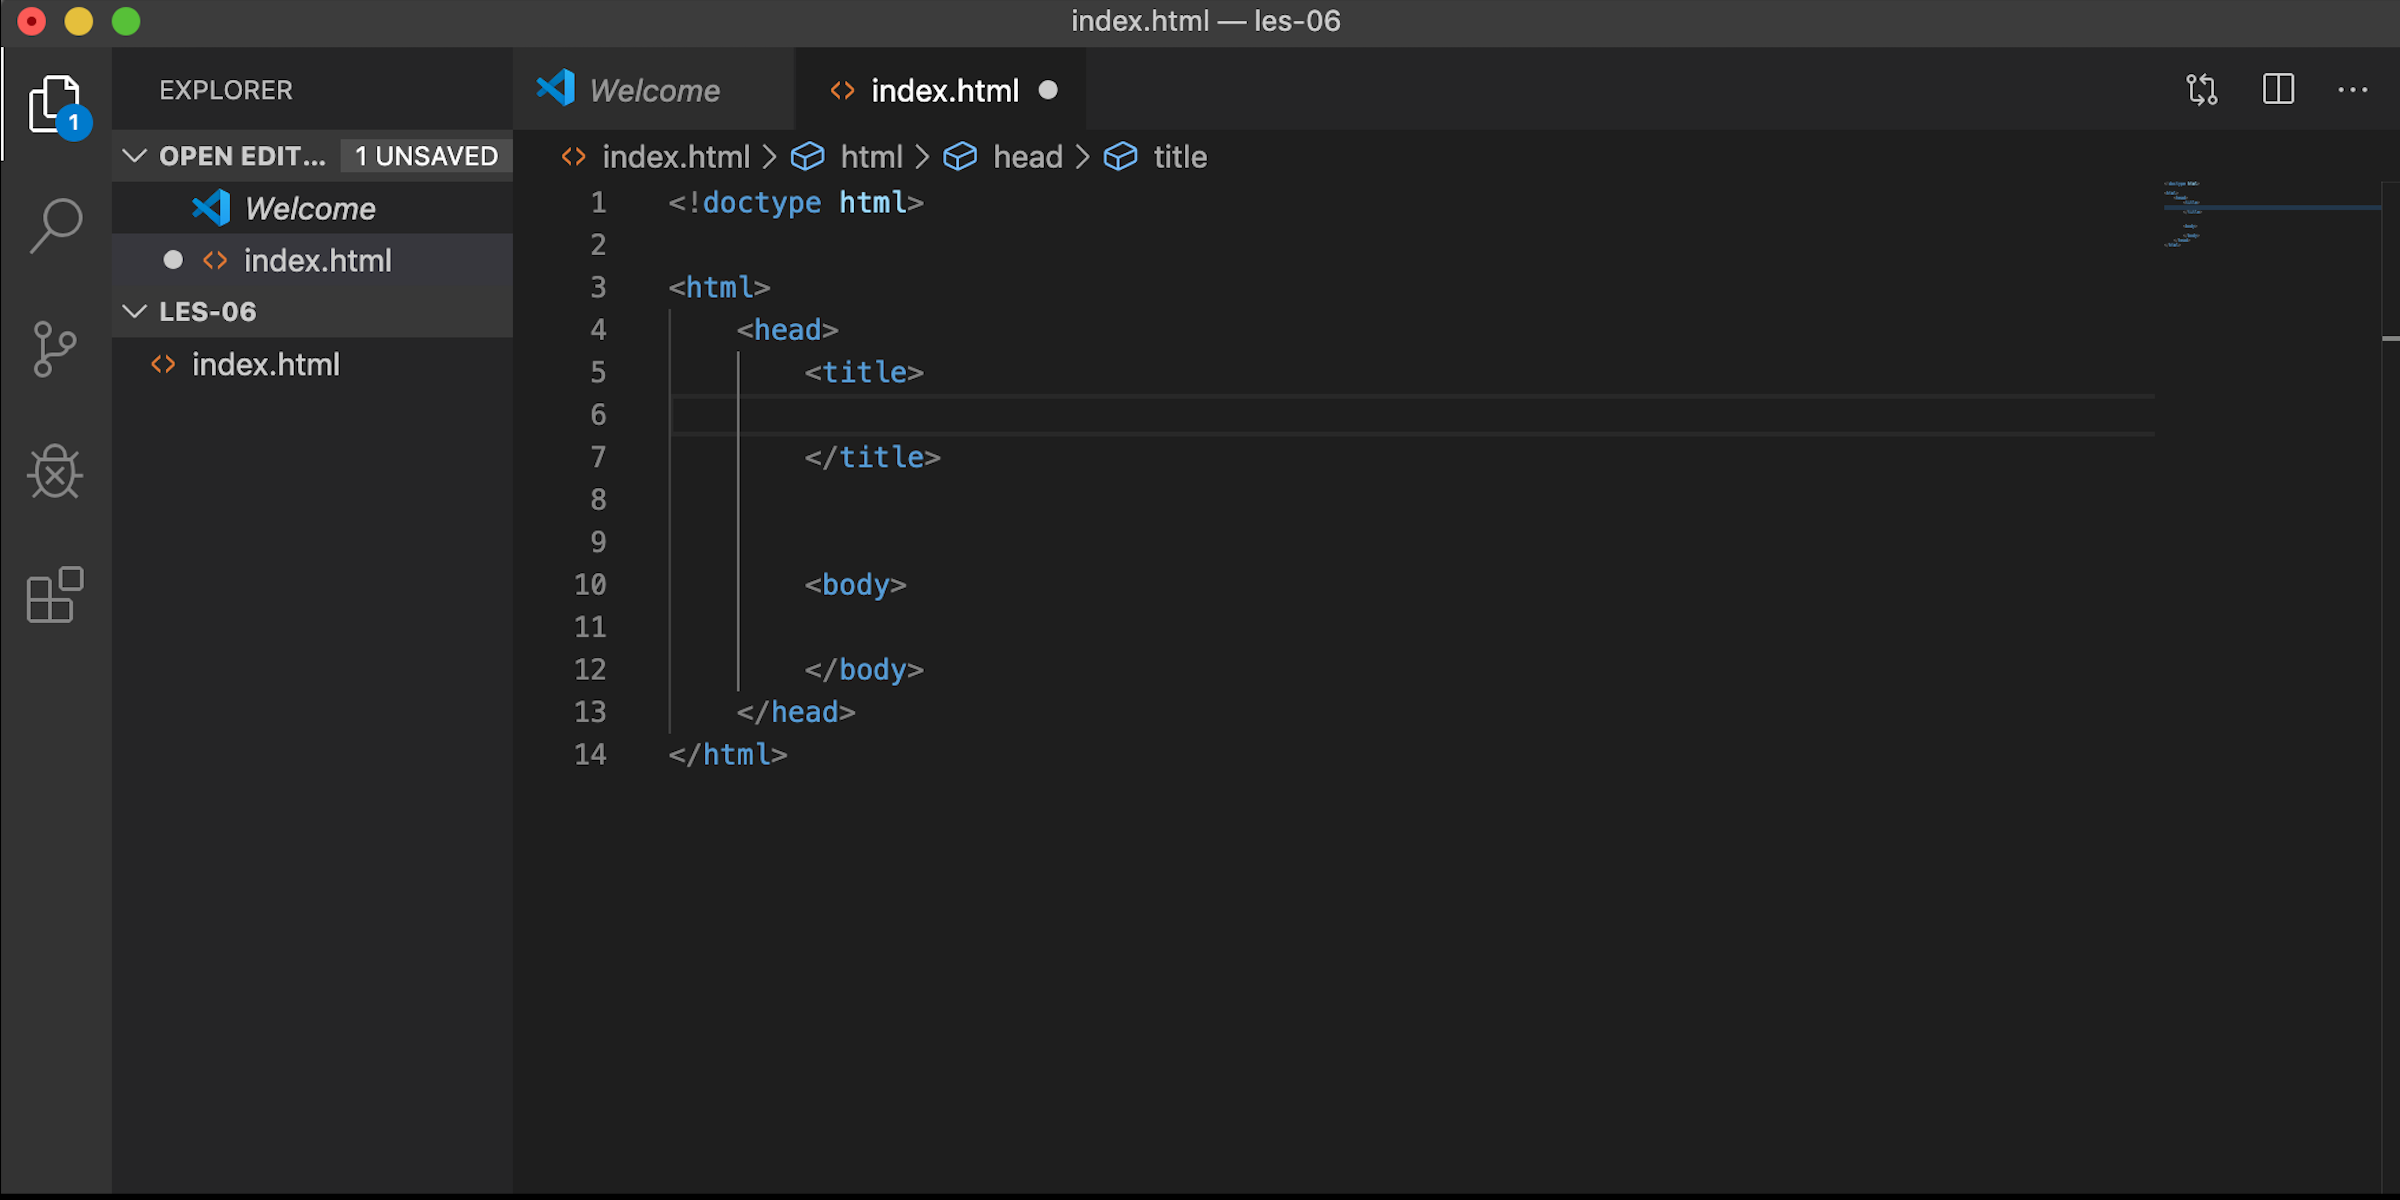 index.html — les-06
EXPLORER
Welcome
index.html
1
OPEN EDIT... 1 UNSAVED
index.html > html > head > title
Welcome
index.html
LES-06
index.html
1 <!doctype html>
2
3 <html>
4 <head>
5 <title>
6
7 </title>
8
9
10 <body>
11
12 </body>
13 </head>
14 </html>